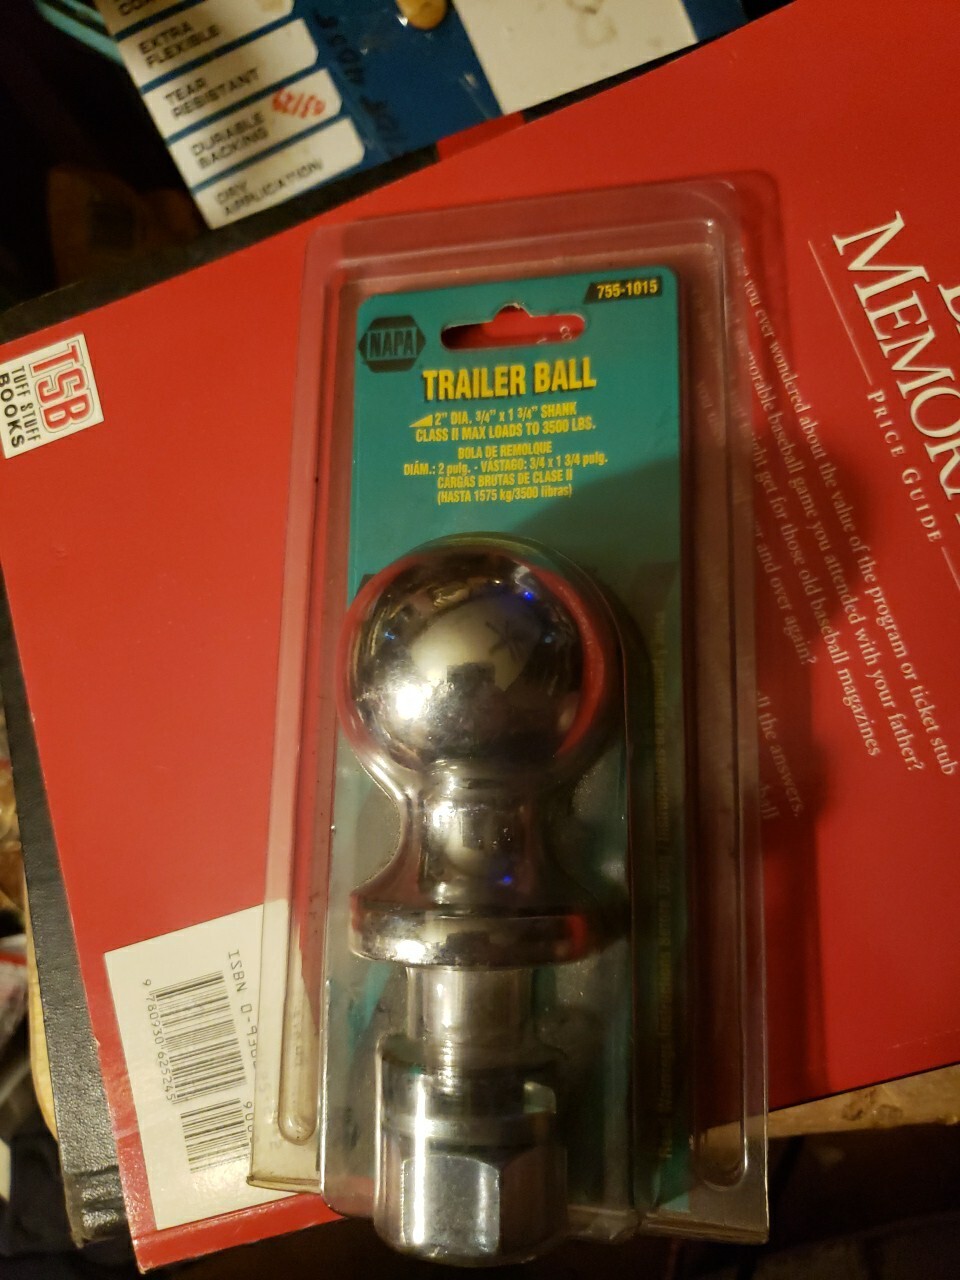 EXTRA
FLEXIBLE
TEAR
RESISTANT
DURABLE
BACKING
DRY
APPLICATION
TSB
TUFF STUFF
BOOKS
755-1015
NAPA
TRAILER BALL
2" DIA. 3/4" x 1 3/4" SHANK
CLASS II MAX LOADS TO 3500 LBS.
BOLA DE REMOLQUE
DIÁM.: 2 pulg. - VÁSTAGO: 3/4 x 1 3/4 pulg.
CARGAS BRUTAS DE CLASE II
(HASTA 1575 kg/3500 libras)
PRICE GUIDE
you ever wondered about the value of the program or ticket stub
baseball game you attended with your father?
get for those old baseball magazines
and over again?
the answers.
ISBN 0-930
9 780930 625245